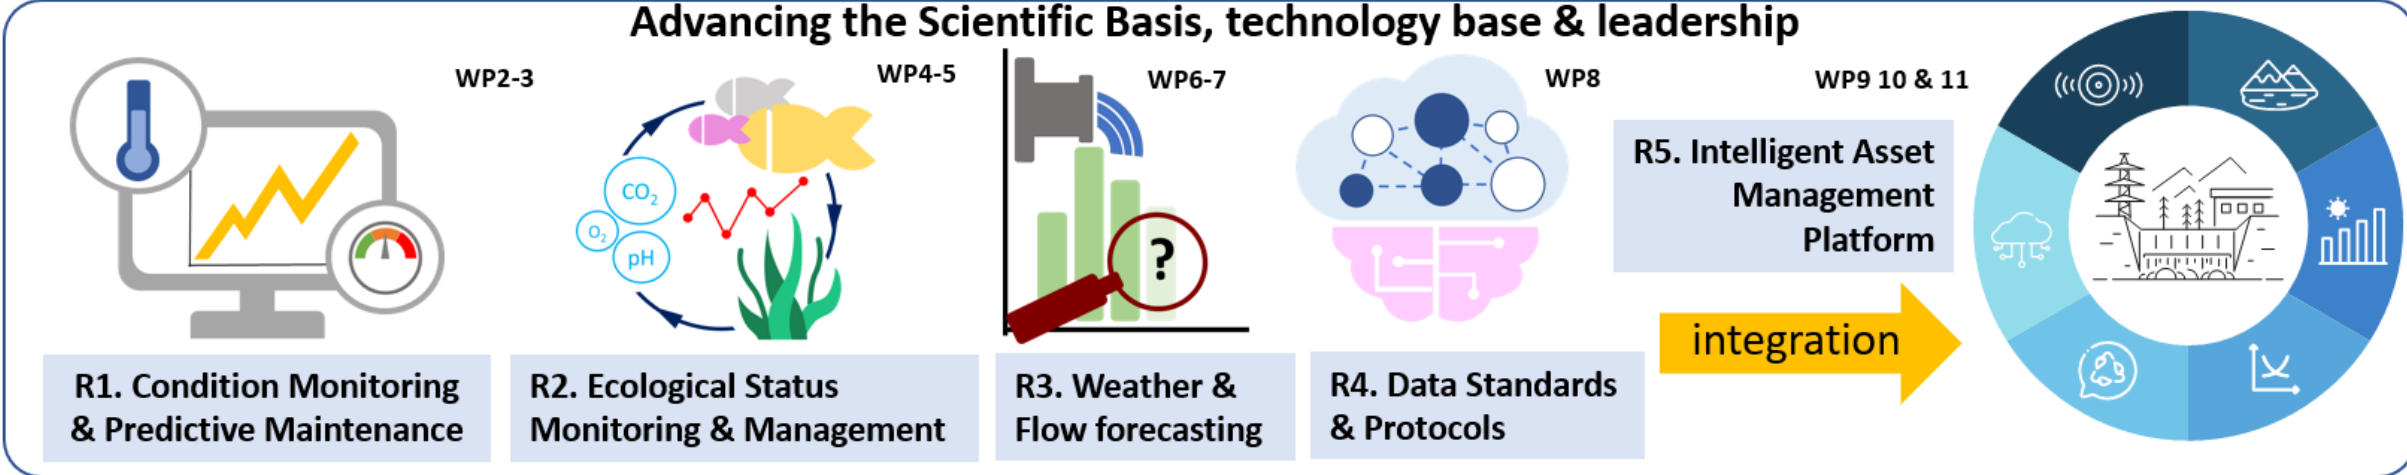 Advancing the Scientific Basis, technology base & leadership
WP2-3
WP4-5
WP6-7
WP8
WP9 10 & 11
CO₂
O₂
pH
?
R1. Condition Monitoring
& Predictive Maintenance
R2. Ecological Status
Monitoring & Management
R3. Weather &
Flow forecasting
R4. Data Standards
& Protocols
R5. Intelligent Asset
Management
Platform
integration